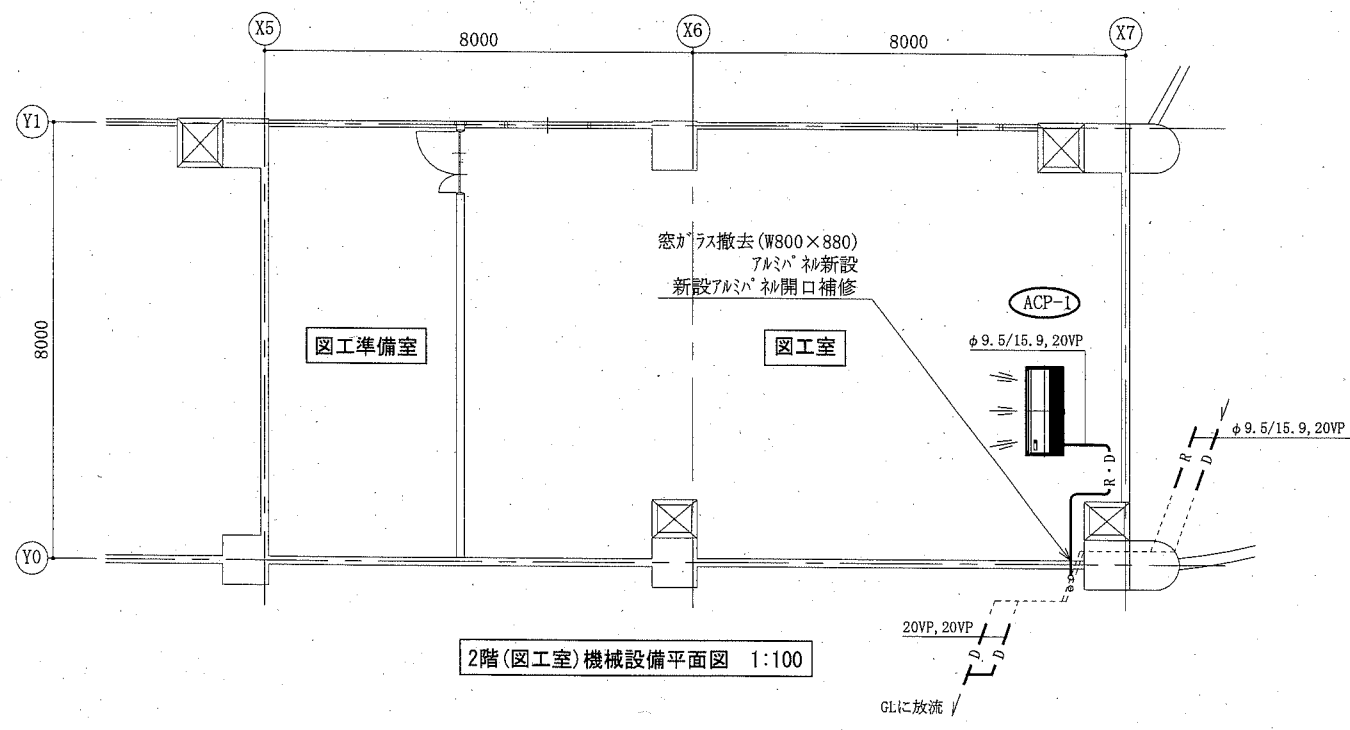 X5
X6
X7
8000
8000
Y1
窓ガラス撤去(W800×880)
アルミパネル新設
新設アルミパネル開口補修
ACP-1
8000
図工準備室
図工室
φ9.5/15.9,20VP
φ9.5/15.9,20VP
R
D
R・D
Y0
20VP,20VP
D
D
2階(図工室)機械設備平面図 1:100
GLに放流